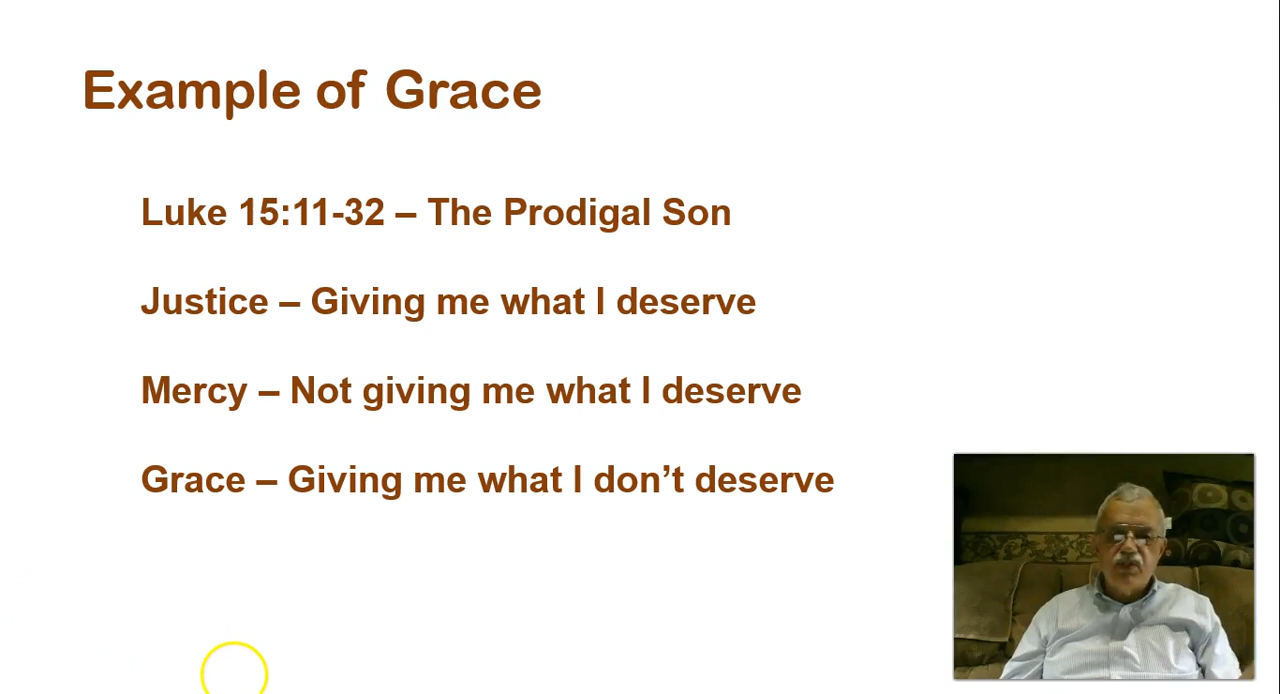 Example of Grace
Luke 15:11-32 – The Prodigal Son
Justice – Giving me what I deserve
Mercy – Not giving me what I deserve
Grace – Giving me what I don’t deserve